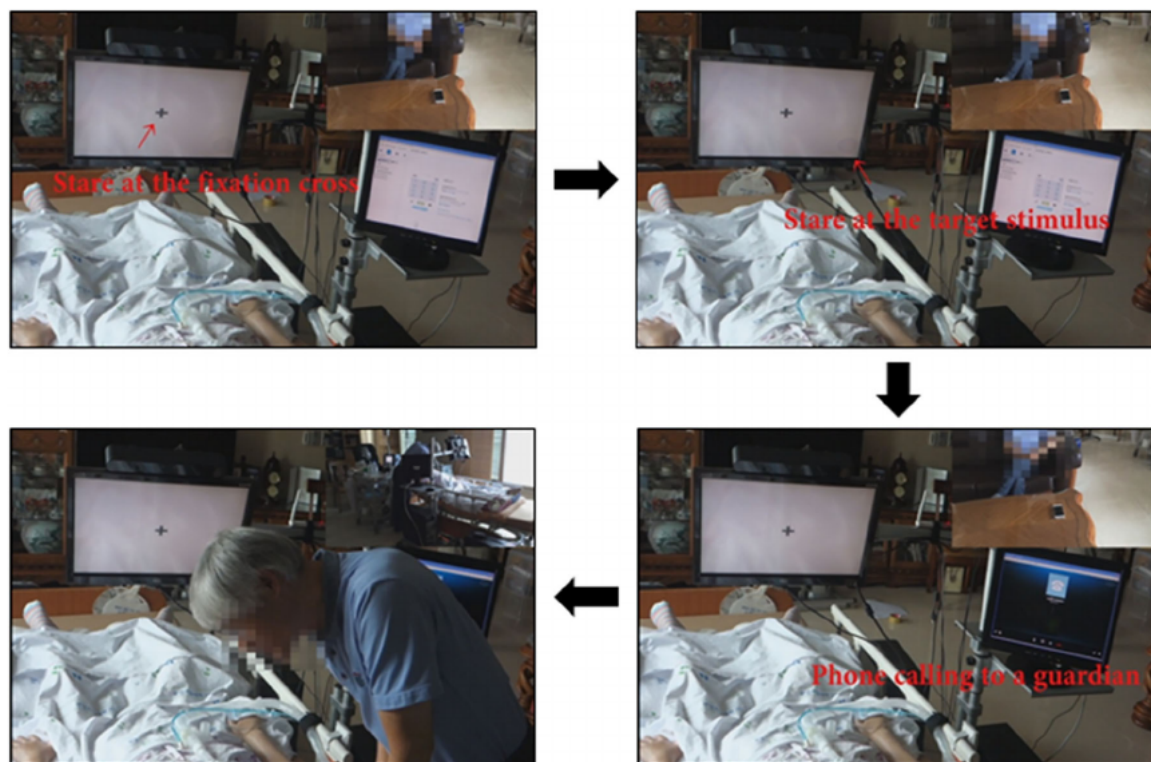 Stare at the fixation cross
Stare at the target stimulus
Phone calling to a guardian